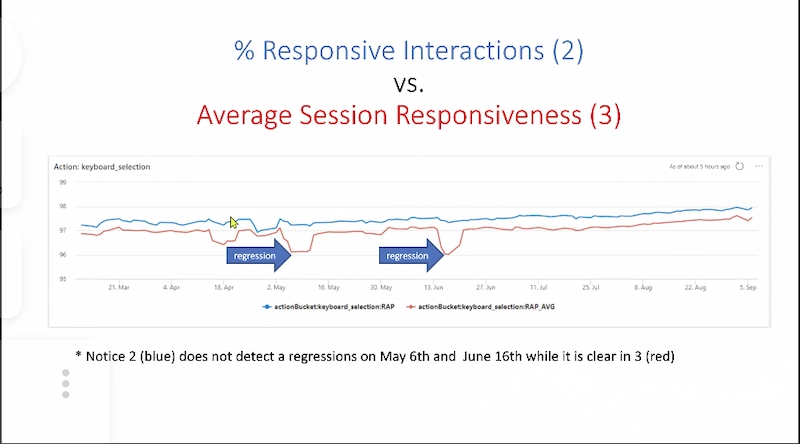 % Responsive Interactions (2)
vs.
Average Session Responsiveness (3)
Action: keyboard_selection
As of about 5 hours ago
99
98
97
96
95
regression
regression
21. Mar 4. Apr 18. Apr 2. May 16. May 30. May 13. Jun 27. Jun 11. Jul 25. Jul 8. Aug 22. Aug 5. Sep
actionBucket:keyboard_selection:RAP actionBucket:keyboard_selection:RAP_AVG
* Notice 2 (blue) does not detect a regressions on May 6th and June 16th while it is clear in 3 (red)